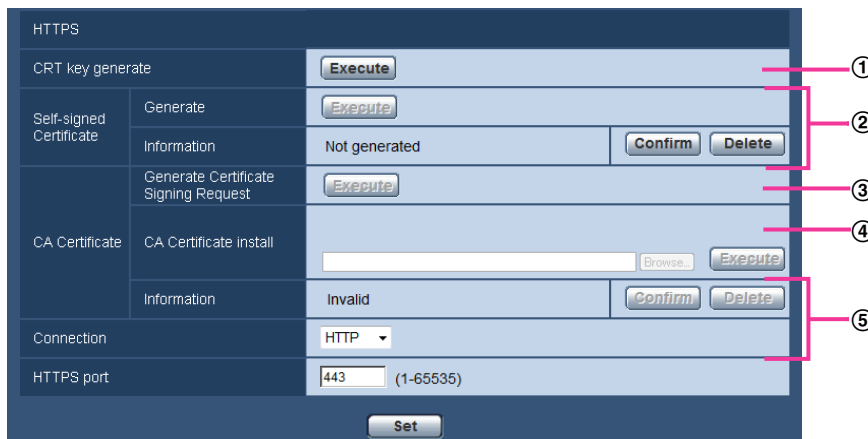 HTTPS
CRT key generate
Execute
①
Self-signed
Certificate
Generate
Execute
②
Information
Not generated
Confirm
Delete
CA Certificate
Generate Certificate
Signing Request
Execute
③
CA Certificate install
Browse...
Execute
④
Information
Invalid
Confirm
Delete
⑤
Connection
HTTP
HTTPS port
443
(1-65535)
Set